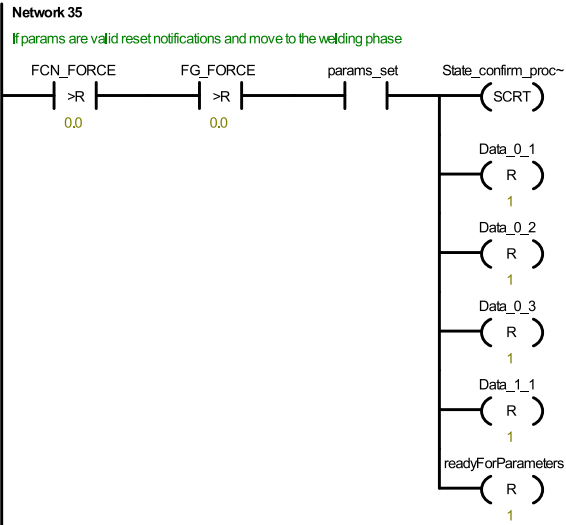 Network 35
If params are valid reset notifications and move to the welding phase
FCN_FORCE FG_FORCE params_set State_confirm_proc~
>R >R SCRT
0.0 0.0
Data_0_1
R
1
Data_0_2
R
1
Data_0_3
R
1
Data_1_1
R
1
readyForParameters
R
1